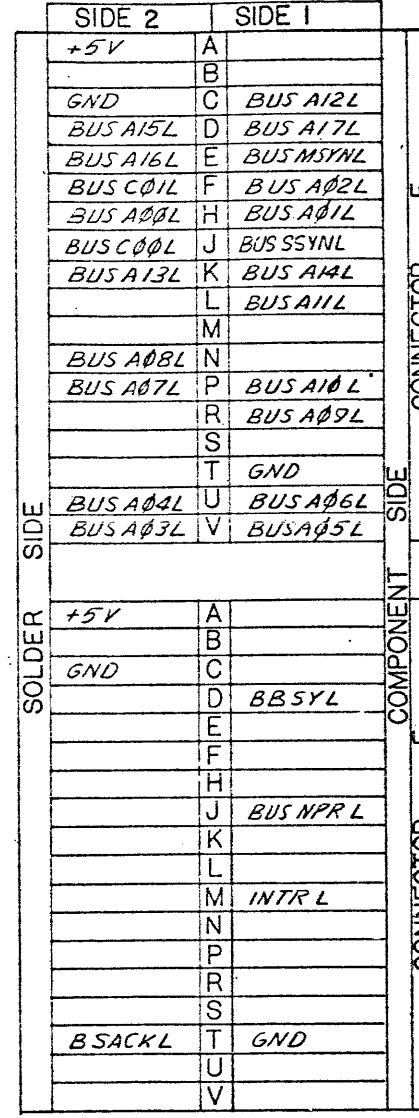 SIDE 2 SIDE 1
+5V A
B
GND C BUS A12L
BUS A15L D BUS A17L
BUS A16L E BUS MSYNL
BUS CØ1L F BUS AØ2L
BUS AØØL H BUS AØ1L
BUS CØØL J BUS SSYNL
BUS A13L K BUS A14L
L BUS A11L
M
BUS AØ8L N
BUS AØ7L P BUS A1Ø L
R BUS AØ9L
S
T GND
BUS AØ4L U BUS AØ6L
BUS AØ3L V BUSAØ5L
+5V A
B
GND C
D BBSYL
E
F
H
J BUS NPR L
K
L
M INTR L
N
P
R
S
BSACKL T GND
U
V
SOLDER SIDE
COMPONENT SIDE